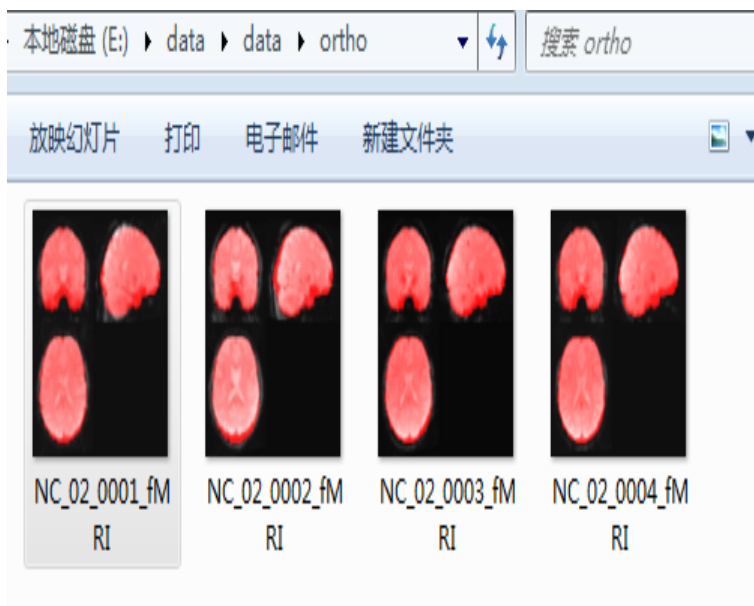 本地磁盘 (E:) ▸ data ▸ data ▸ ortho
搜索 ortho
放映幻灯片 打印 电子邮件 新建文件夹
NC_02_0001_fM
RI
NC_02_0002_fM
RI
NC_02_0003_fM
RI
NC_02_0004_fM
RI